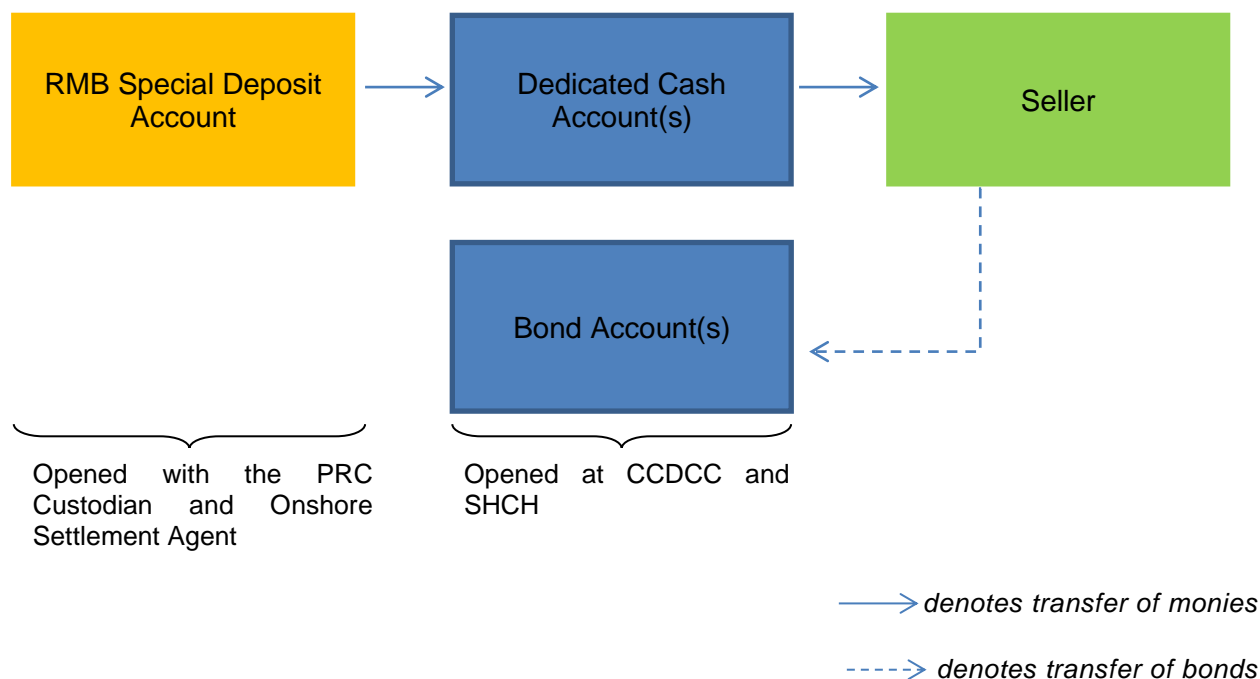 RMB Special Deposit
Account
Dedicated Cash
Account(s)
Seller
Bond Account(s)
Opened with the PRC
Custodian and Onshore
Settlement Agent
Opened at CCDCC and
SHCH
denotes transfer of monies
denotes transfer of bonds